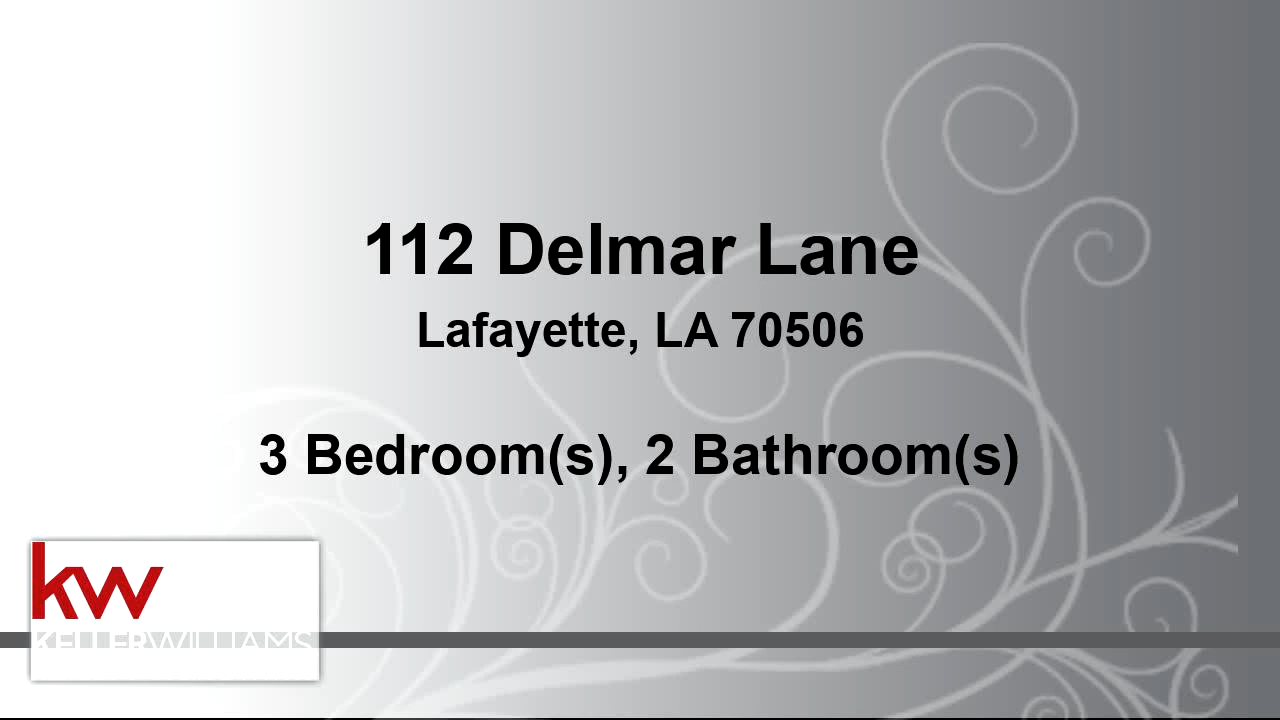 112 Delmar Lane
Lafayette, LA 70506
3 Bedroom(s), 2 Bathroom(s)
kw
KELLERWILLIAMS